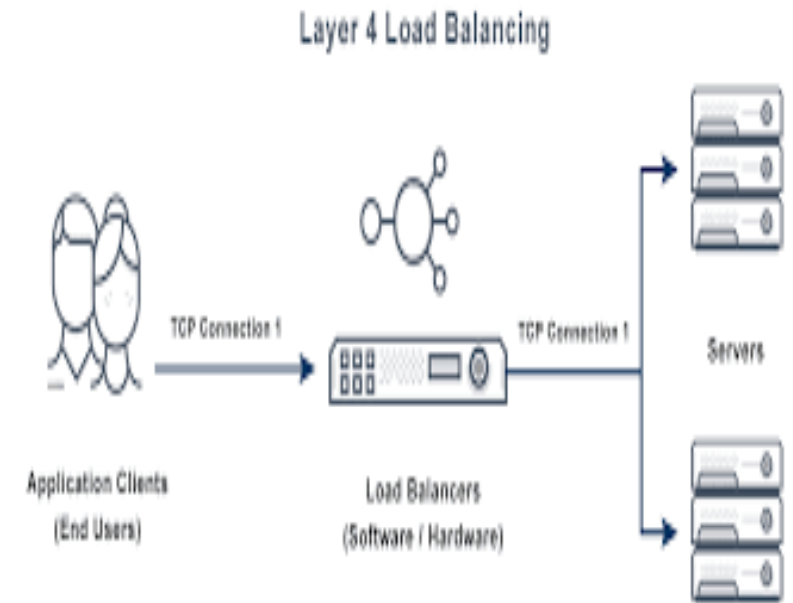 Layer 4 Load Balancing
TCP Connection 1
TCP Connection 1
Servers
Application Clients
(End Users)
Load Balancers
(Software / Hardware)